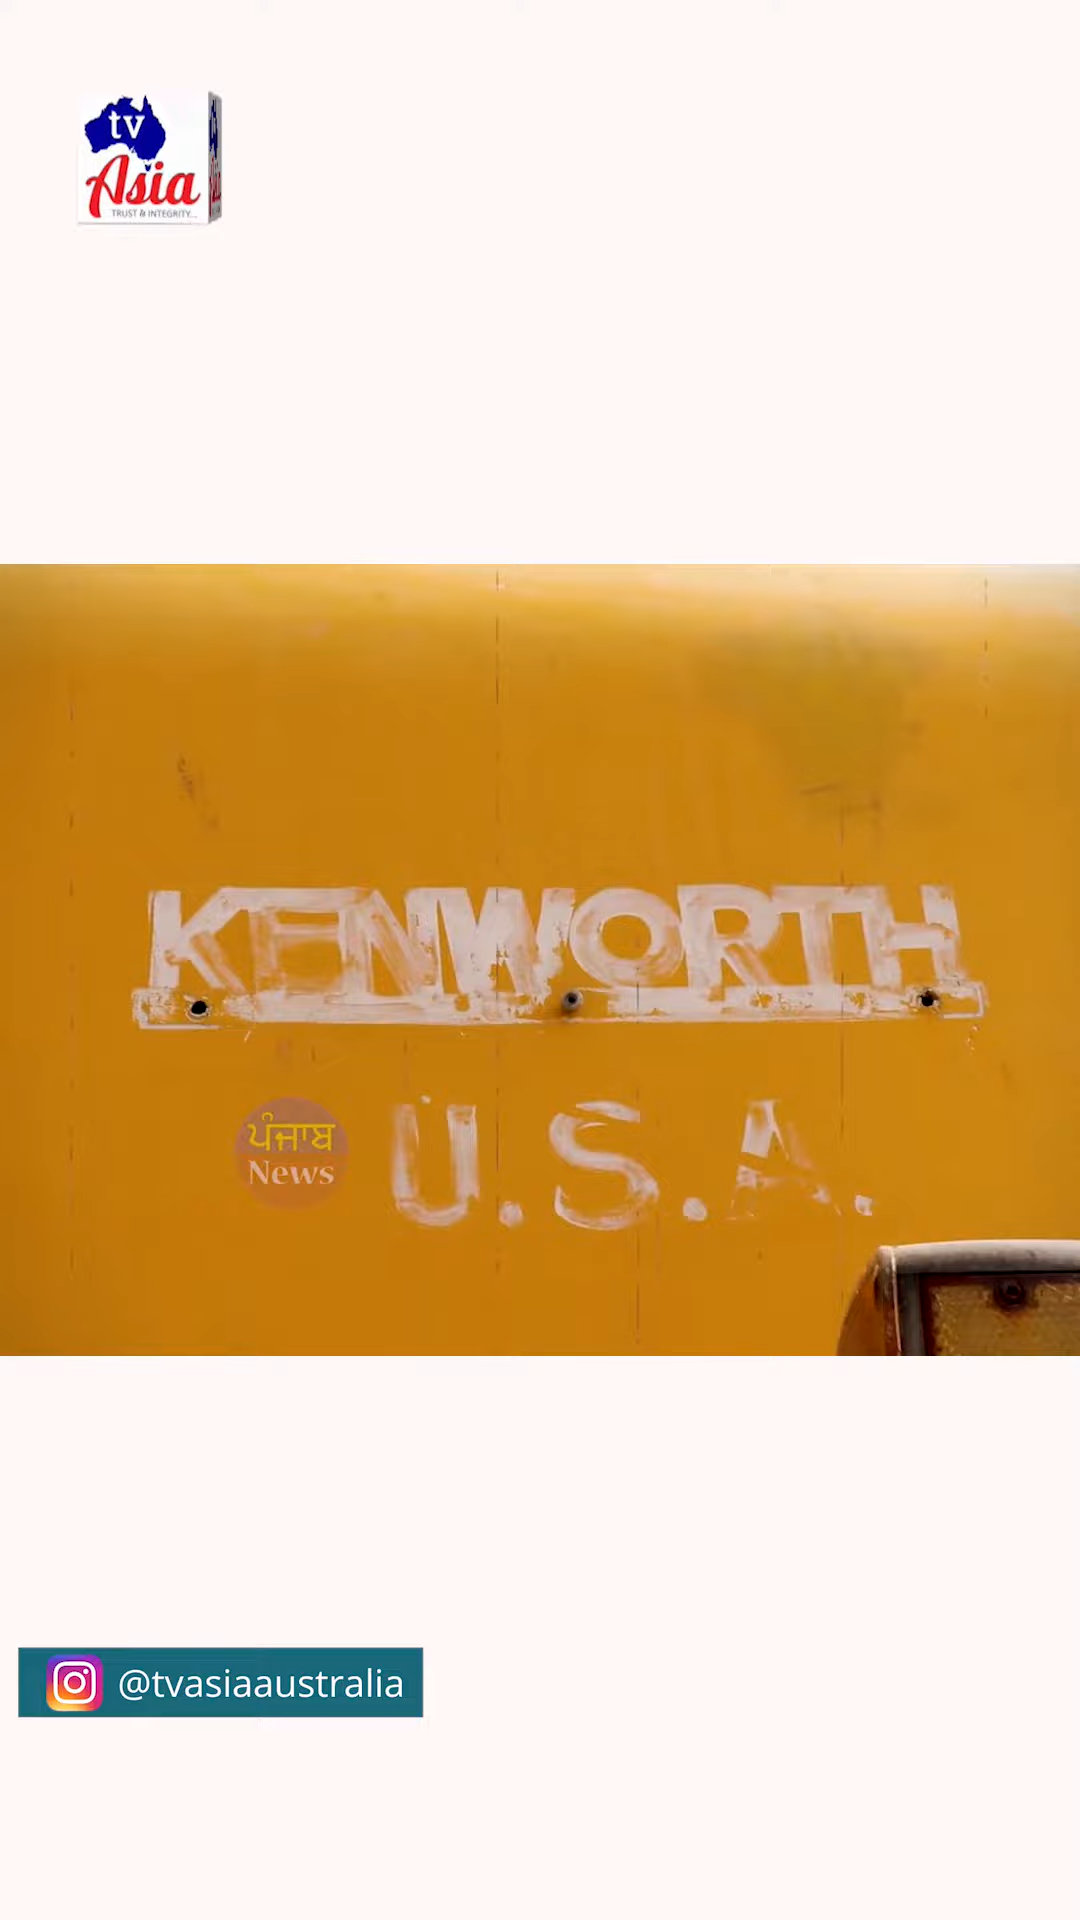 tv
Asia
TRUST & INTEGRITY...
KENWORTH
ਪੰਜਾਬ
News
U.S.A.
@tvasiaaustralia